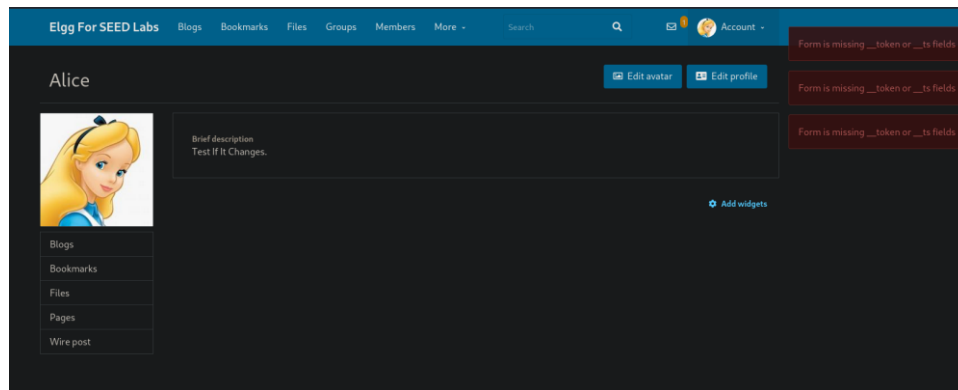 Elgg For SEED Labs Blogs Bookmarks Files Groups Members More Search Account
Form is missing __token or __ts fields
Alice
Edit avatar Edit profile
Form is missing __token or __ts fields
Brief description
Test If It Changes.
Form is missing __token or __ts fields
Add widgets
Blogs
Bookmarks
Files
Pages
Wire post